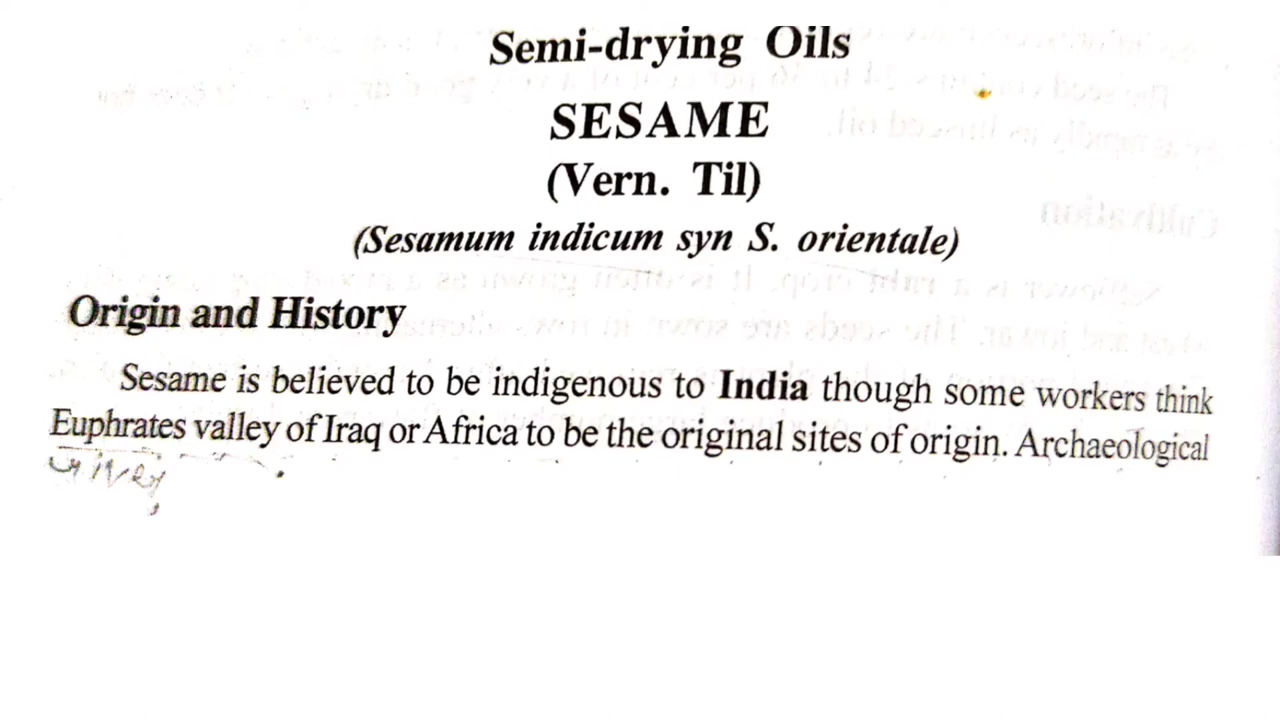 Semi-drying Oils
SESAME
(Vern. Til)
(Sesamum indicum syn S. orientale)
Origin and History
Sesame is believed to be indigenous to India though some workers think
Euphrates valley of Iraq or Africa to be the original sites of origin. Archaeological